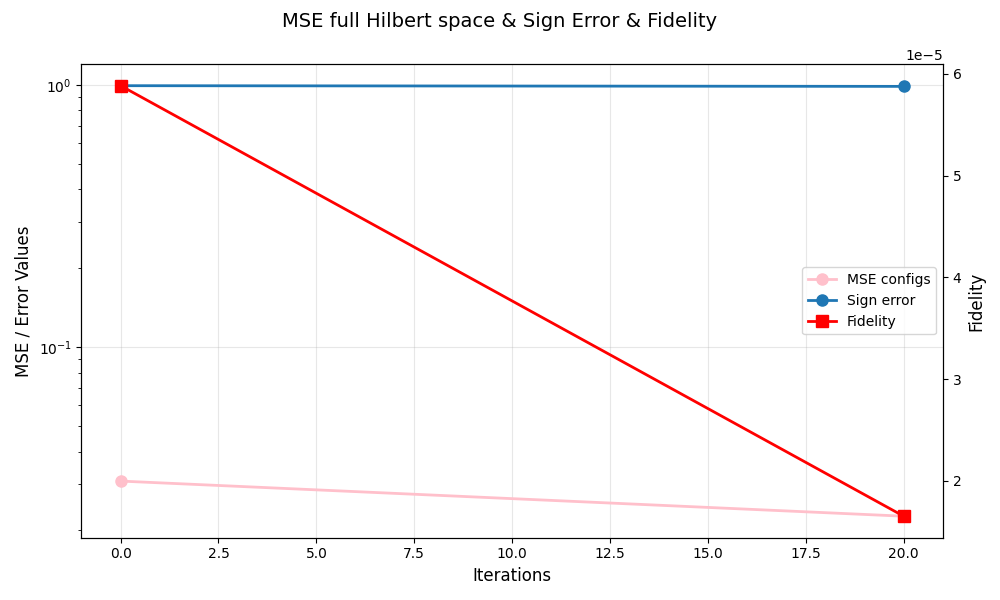 MSE full Hilbert space & Sign Error & Fidelity
1e−5
10⁰
10⁻¹
MSE / Error Values
6
5
4
3
2
Fidelity
MSE configs
Sign error
Fidelity
0.0 2.5 5.0 7.5 10.0 12.5 15.0 17.5 20.0
Iterations